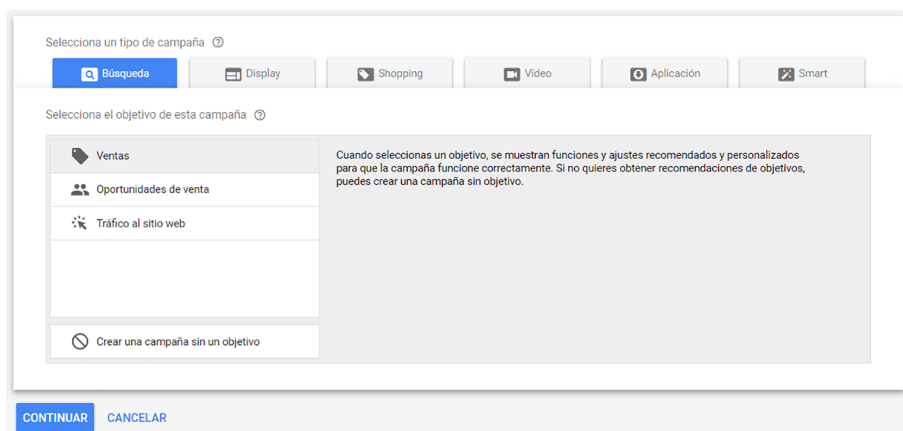 Selecciona un tipo de campaña
Búsqueda
Display
Shopping
Vídeo
Aplicación
Smart
Selecciona el objetivo de esta campaña
Ventas
Oportunidades de venta
Tráfico al sitio web
Crear una campaña sin un objetivo
Cuando seleccionas un objetivo, se muestran funciones y ajustes recomendados y personalizados
para que la campaña funcione correctamente. Si no quieres obtener recomendaciones de objetivos,
puedes crear una campaña sin objetivo.
CONTINUAR
CANCELAR